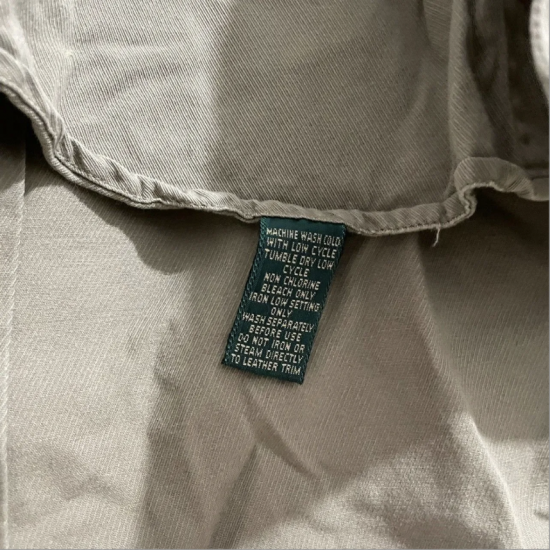 MACHINE WASH COLD
WITH LOW CYCLE
TUMBLE DRY LOW
CYCLE
NON CHLORINE
BLEACH ONLY
IRON LOW SETTING
ONLY
WASH SEPARATELY
BEFORE USE
DO NOT IRON OR
STEAM DIRECTLY
TO LEATHER TRIM